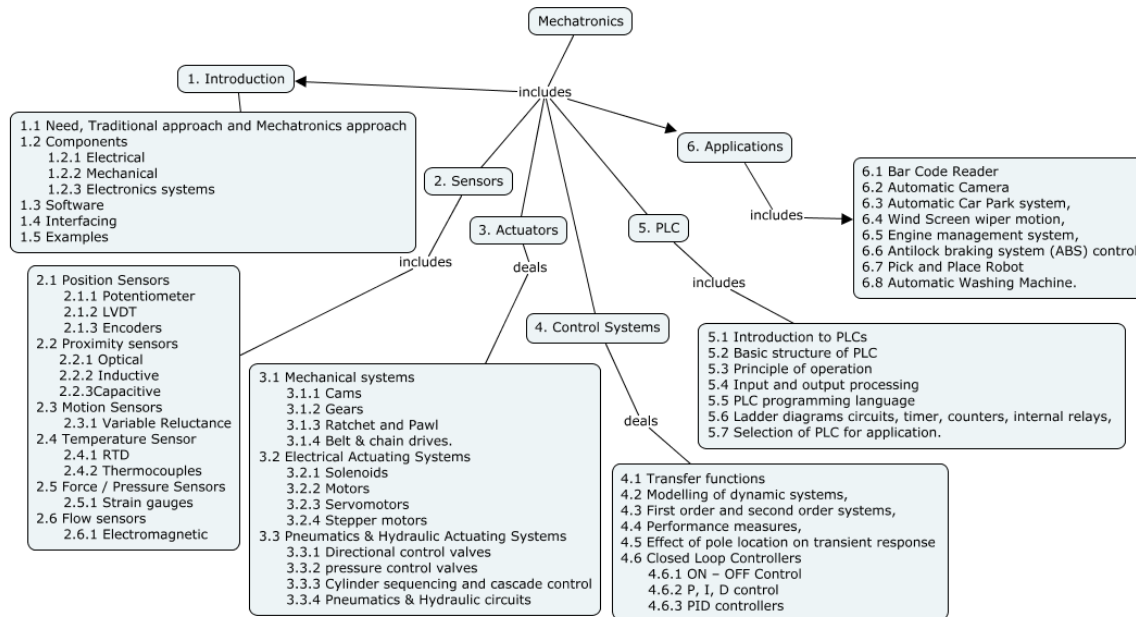 Mechatronics
includes
1. Introduction
1.1 Need, Traditional approach and Mechatronics approach
1.2 Components
1.2.1 Electrical
1.2.2 Mechanical
1.2.3 Electronics systems
1.3 Software
1.4 Interfacing
1.5 Examples
2. Sensors
includes
2.1 Position Sensors
2.1.1 Potentiometer
2.1.2 LVDT
2.1.3 Encoders
2.2 Proximity sensors
2.2.1 Optical
2.2.2 Inductive
2.2.3Capacitive
2.3 Motion Sensors
2.3.1 Variable Reluctance
2.4 Temperature Sensor
2.4.1 RTD
2.4.2 Thermocouples
2.5 Force / Pressure Sensors
2.5.1 Strain gauges
2.6 Flow sensors
2.6.1 Electromagnetic
3. Actuators
deals
3.1 Mechanical systems
3.1.1 Cams
3.1.2 Gears
3.1.3 Ratchet and Pawl
3.1.4 Belt & chain drives.
3.2 Electrical Actuating Systems
3.2.1 Solenoids
3.2.2 Motors
3.2.3 Servomotors
3.2.4 Stepper motors
3.3 Pneumatics & Hydraulic Actuating Systems
3.3.1 Directional control valves
3.3.2 pressure control valves
3.3.3 Cylinder sequencing and cascade control
3.3.4 Pneumatics & Hydraulic circuits
4. Control Systems
deals
4.1 Transfer functions
4.2 Modelling of dynamic systems,
4.3 First order and second order systems,
4.4 Performance measures,
4.5 Effect of pole location on transient response
4.6 Closed Loop Controllers
4.6.1 ON – OFF Control
4.6.2 P, I, D control
4.6.3 PID controllers
5. PLC
includes
5.1 Introduction to PLCs
5.2 Basic structure of PLC
5.3 Principle of operation
5.4 Input and output processing
5.5 PLC programming language
5.6 Ladder diagrams circuits, timer, counters, internal relays,
5.7 Selection of PLC for application.
6. Applications
includes
6.1 Bar Code Reader
6.2 Automatic Camera
6.3 Automatic Car Park system,
6.4 Wind Screen wiper motion,
6.5 Engine management system,
6.6 Antilock braking system (ABS) control
6.7 Pick and Place Robot
6.8 Automatic Washing Machine.